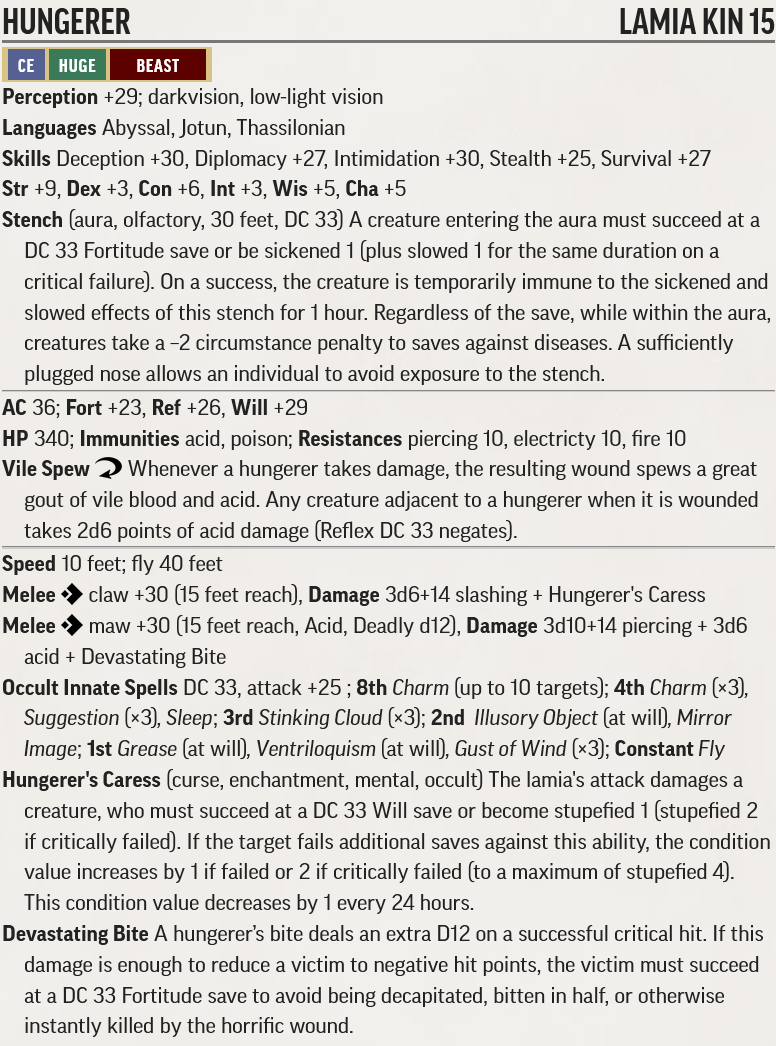 HUNGERER LAMIA KIN 15
CE HUGE BEAST
Perception +29; darkvision, low-light vision
Languages Abyssal, Jotun, Thassilonian
Skills Deception +30, Diplomacy +27, Intimidation +30, Stealth +25, Survival +27
Str +9, Dex +3, Con +6, Int +3, Wis +5, Cha +5
Stench (aura, olfactory, 30 feet, DC 33) A creature entering the aura must succeed at a
DC 33 Fortitude save or be sickened 1 (plus slowed 1 for the same duration on a
critical failure). On a success, the creature is temporarily immune to the sickened and
slowed effects of this stench for 1 hour. Regardless of the save, while within the aura,
creatures take a –2 circumstance penalty to saves against diseases. A sufficiently
plugged nose allows an individual to avoid exposure to the stench.
AC 36; Fort +23, Ref +26, Will +29
HP 340; Immunities acid, poison; Resistances piercing 10, electricty 10, fire 10
Vile Spew Whenever a hungerer takes damage, the resulting wound spews a great
gout of vile blood and acid. Any creature adjacent to a hungerer when it is wounded
takes 2d6 points of acid damage (Reflex DC 33 negates).
Speed 10 feet; fly 40 feet
Melee claw +30 (15 feet reach), Damage 3d6+14 slashing + Hungerer's Caress
Melee maw +30 (15 feet reach, Acid, Deadly d12), Damage 3d10+14 piercing + 3d6
acid + Devastating Bite
Occult Innate Spells DC 33, attack +25 ; 8th Charm (up to 10 targets); 4th Charm (×3),
Suggestion (×3), Sleep; 3rd Stinking Cloud (×3); 2nd Illusory Object (at will), Mirror
Image; 1st Grease (at will), Ventriloquism (at will), Gust of Wind (×3); Constant Fly
Hungerer's Caress (curse, enchantment, mental, occult) The lamia's attack damages a
creature, who must succeed at a DC 33 Will save or become stupefied 1 (stupefied 2
if critically failed). If the target fails additional saves against this ability, the condition
value increases by 1 if failed or 2 if critically failed (to a maximum of stupefied 4).
This condition value decreases by 1 every 24 hours.
Devastating Bite A hungerer’s bite deals an extra D12 on a successful critical hit. If this
damage is enough to reduce a victim to negative hit points, the victim must succeed
at a DC 33 Fortitude save to avoid being decapitated, bitten in half, or otherwise
instantly killed by the horrific wound.